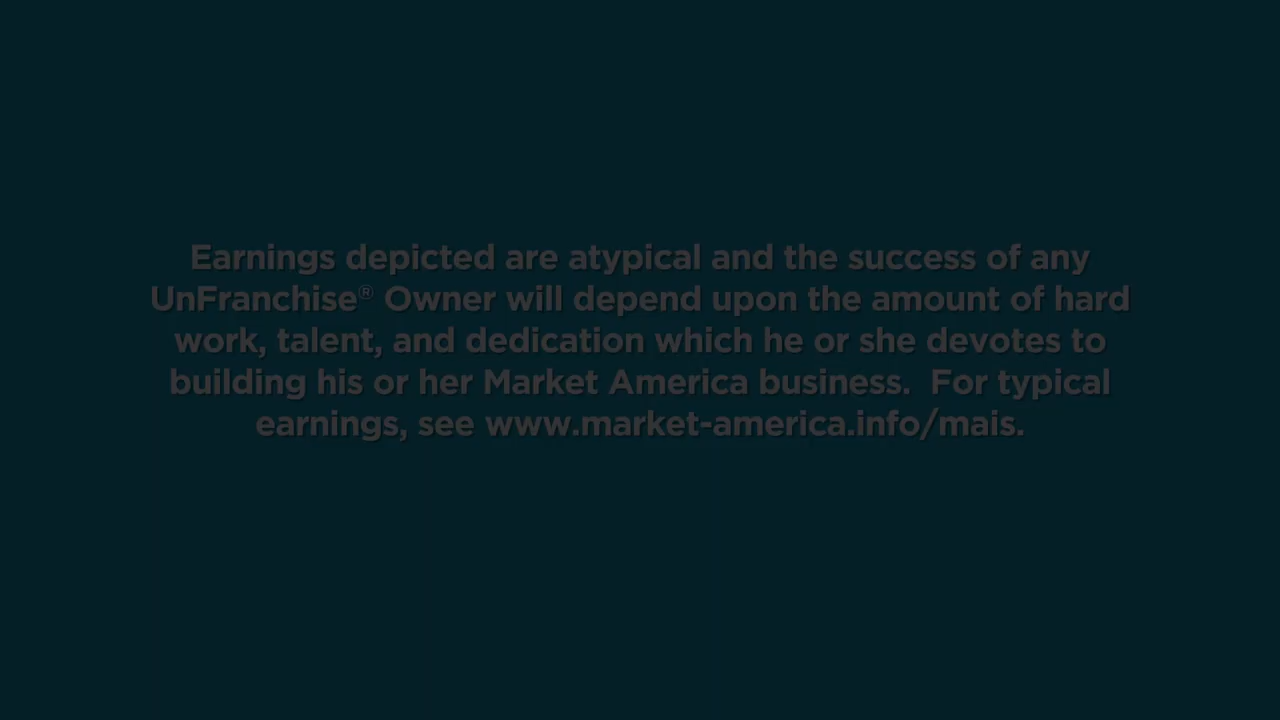 Earnings depicted are atypical and the success of any
UnFranchise® Owner will depend upon the amount of hard
work, talent, and dedication which he or she devotes to
building his or her Market America business.  For typical
earnings, see www.market-america.info/mais.